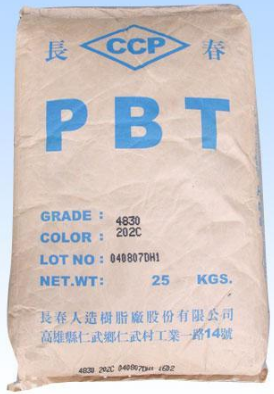 長 CCP 春
PBT
GRADE : 4830
COLOR : 202C
LOT NO : 040807DH1
NET.WT: 25 KGS.
長春人造樹脂廠股份有限公司
高雄縣仁武鄉仁武村工業一路14號
4830 202C 040807DH1